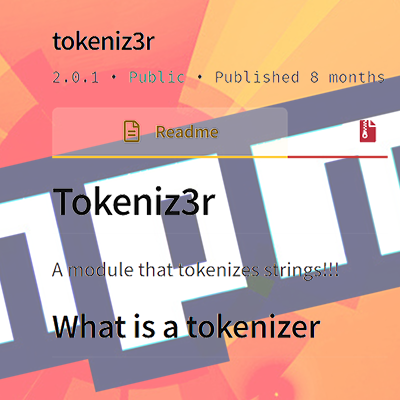 tokeniz3r
2.0.1 • Public • Published 8 months
Readme
Tokeniz3r
A module that tokenizes strings!!!
What is a tokenizer